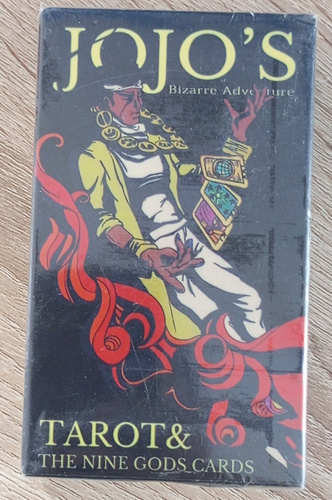 JOJO'S
Bizarre Adventure
TAROT&
THE NINE GODS CARDS